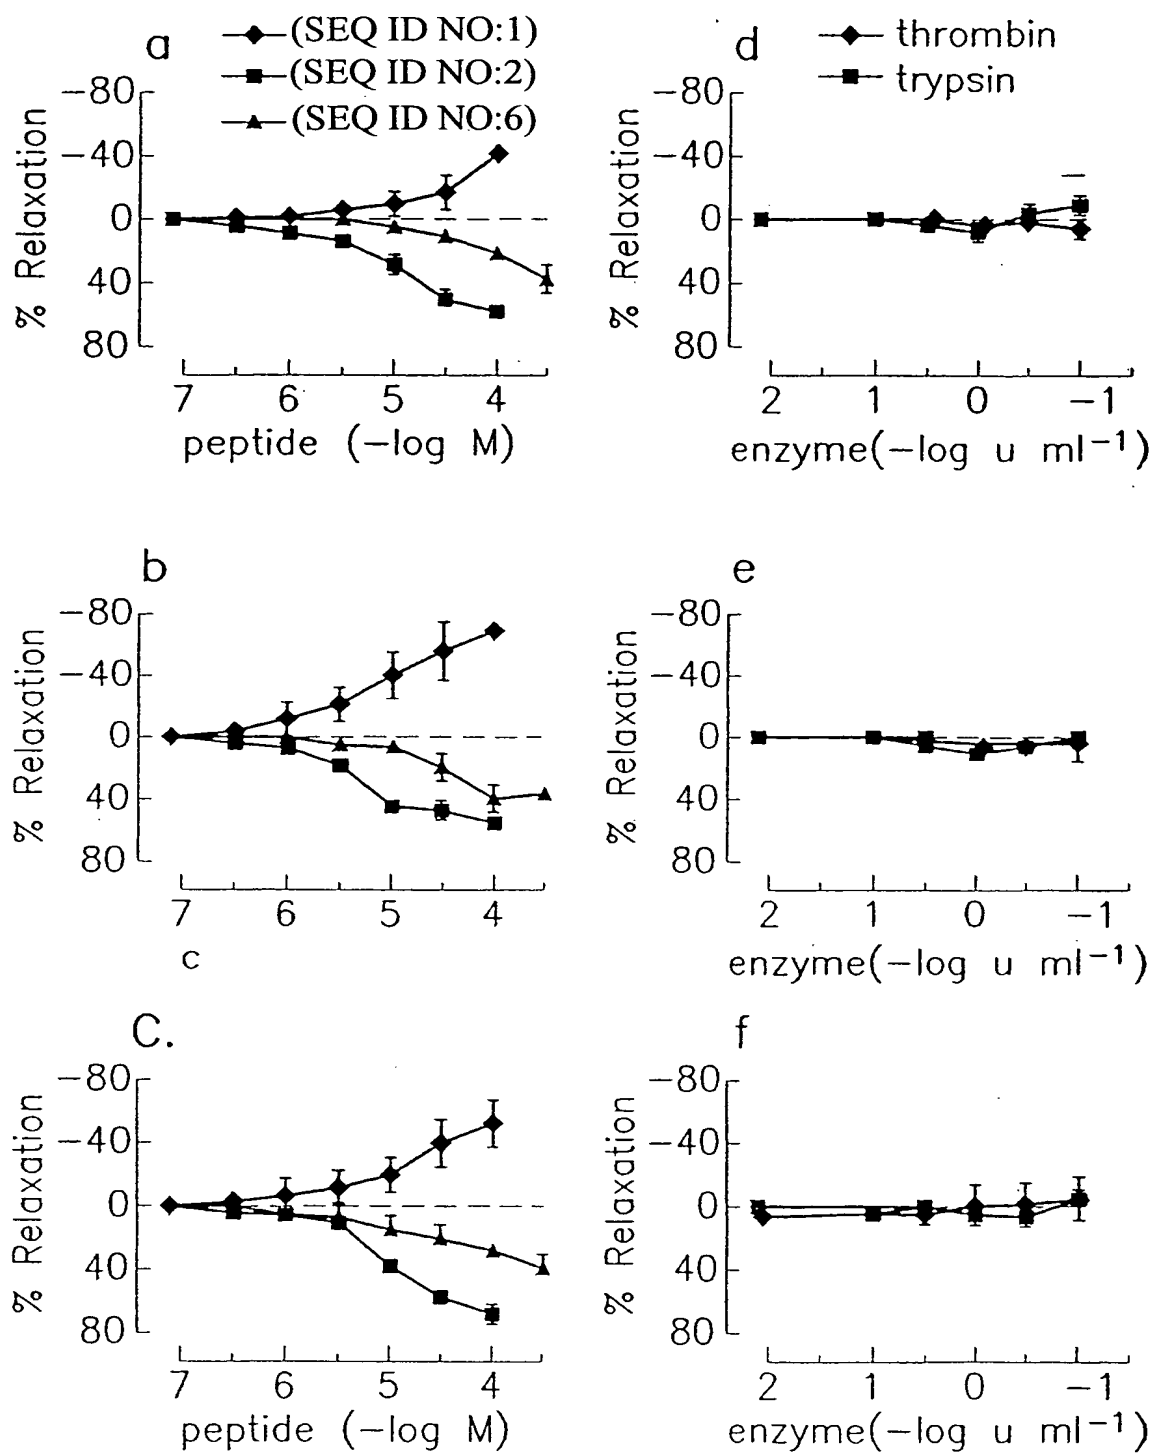 a
(SEQ ID NO:1)
(SEQ ID NO:2)
(SEQ ID NO:6)
% Relaxation
−80
−40
0
40
80
7 6 5 4
peptide (−log M)
d
thrombin
trypsin
% Relaxation
−80
−40
0
40
80
2 1 0 −1
enzyme(−log u ml⁻¹)
b
% Relaxation
−80
−40
0
40
80
7 6 5 4
c
e
% Relaxation
−80
−40
0
40
80
2 1 0 −1
enzyme(−log u ml⁻¹)
C.
% Relaxation
−80
−40
0
40
80
7 6 5 4
peptide (−log M)
f
% Relaxation
−80
−40
0
40
80
2 1 0 −1
enzyme(−log u ml⁻¹)